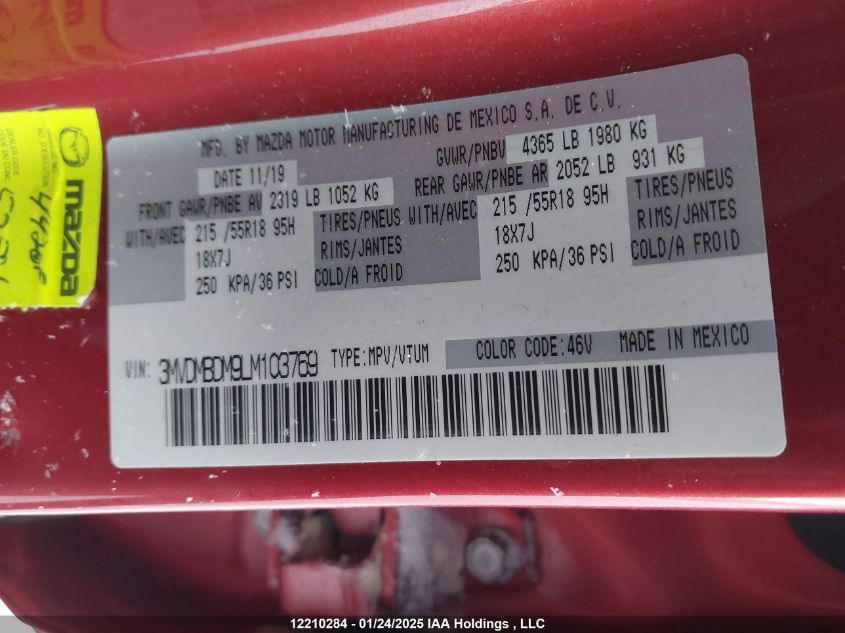 MFD. BY MAZDA MOTOR MANUFACTURING DE MEXICO S.A. DE C.V.
DATE 11/19 GVWR/PNBV 4365 LB 1980 KG
FRONT GAWR/PNBE AV 2319 LB 1052 KG REAR GAWR/PNBE AR 2052 LB 931 KG
WITH/AVEC 215 /55R18 95H TIRES/PNEUS WITH/AVEC 215 /55R18 95H TIRES/PNEUS
18X7J RIMS/JANTES 18X7J RIMS/JANTES
250 KPA/36 PSI COLD/A FROID 250 KPA/36 PSI COLD/A FROID
VIN: 3MVDMBDM9LM103769 TYPE:MPV/VTUM COLOR CODE:46V MADE IN MEXICO
mazda
DEALER CODE
12210284 - 01/24/2025 IAA Holdings , LLC